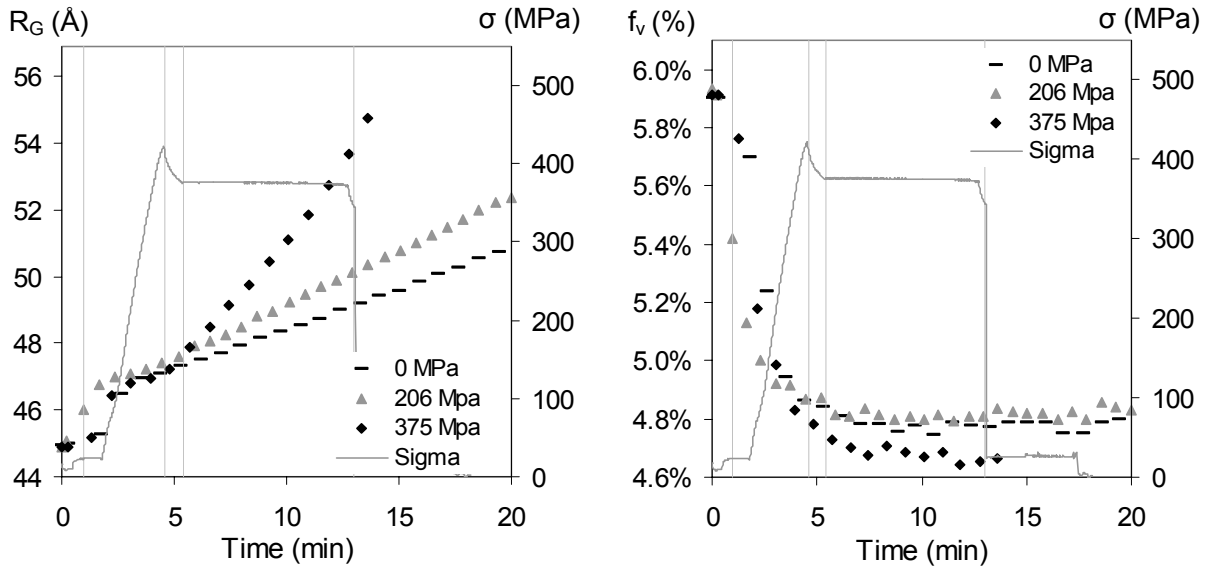 R_G (Å) σ (MPa)
56
54
52
50
48
46
44
500
400
300
200
100
0
0 MPa
206 Mpa
375 Mpa
Sigma
0 5 10 15 20
Time (min)
f_v (%) σ (MPa)
6.0%
5.8%
5.6%
5.4%
5.2%
5.0%
4.8%
4.6%
500
400
300
200
100
0
0 MPa
206 Mpa
375 Mpa
Sigma
0 5 10 15 20
Time (min)